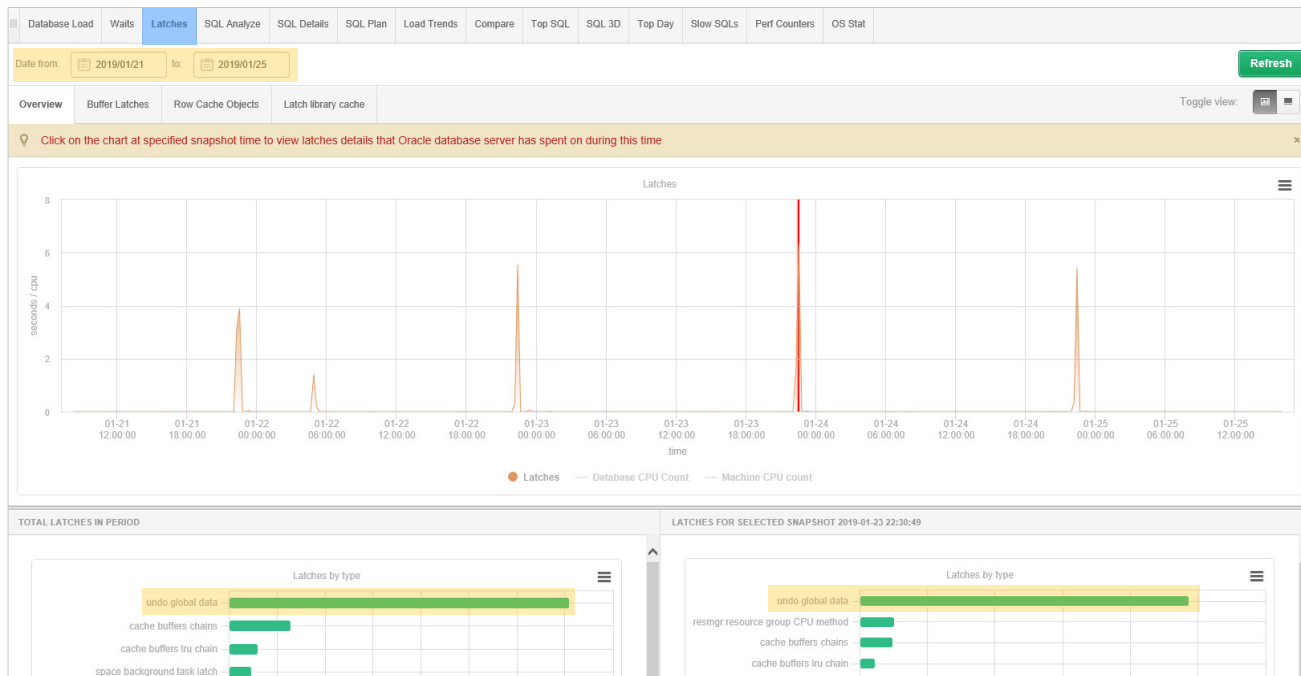 Database Load Waits Latches SQL Analyze SQL Details SQL Plan Load Trends Compare Top SQL SQL 3D Top Day Slow SQLs Perf Counters OS Stat
Date from: 2019/01/21 to: 2019/01/25 Refresh
Overview Buffer Latches Row Cache Objects Latch library cache Toggle view:
Click on the chart at specified snapshot time to view latches details that Oracle database server has spent on during this time ×
Latches
8
6
4
2
0
seconds / cpu
01-21 01-21 01-22 01-22 01-22 01-22 01-23 01-23 01-23 01-23 01-24 01-24 01-24 01-24 01-25 01-25 01-25
12:00:00 18:00:00 00:00:00 06:00:00 12:00:00 18:00:00 00:00:00 06:00:00 12:00:00 18:00:00 00:00:00 06:00:00 12:00:00 18:00:00 00:00:00 06:00:00 12:00:00
time
Latches Database CPU Count Machine CPU count
TOTAL LATCHES IN PERIOD
Latches by type
undo global data
cache buffers chains
cache buffers lru chain
space background task latch
LATCHES FOR SELECTED SNAPSHOT 2019-01-23 22:30:49
Latches by type
undo global data
resmgr:resource group CPU method
cache buffers chains
cache buffers lru chain